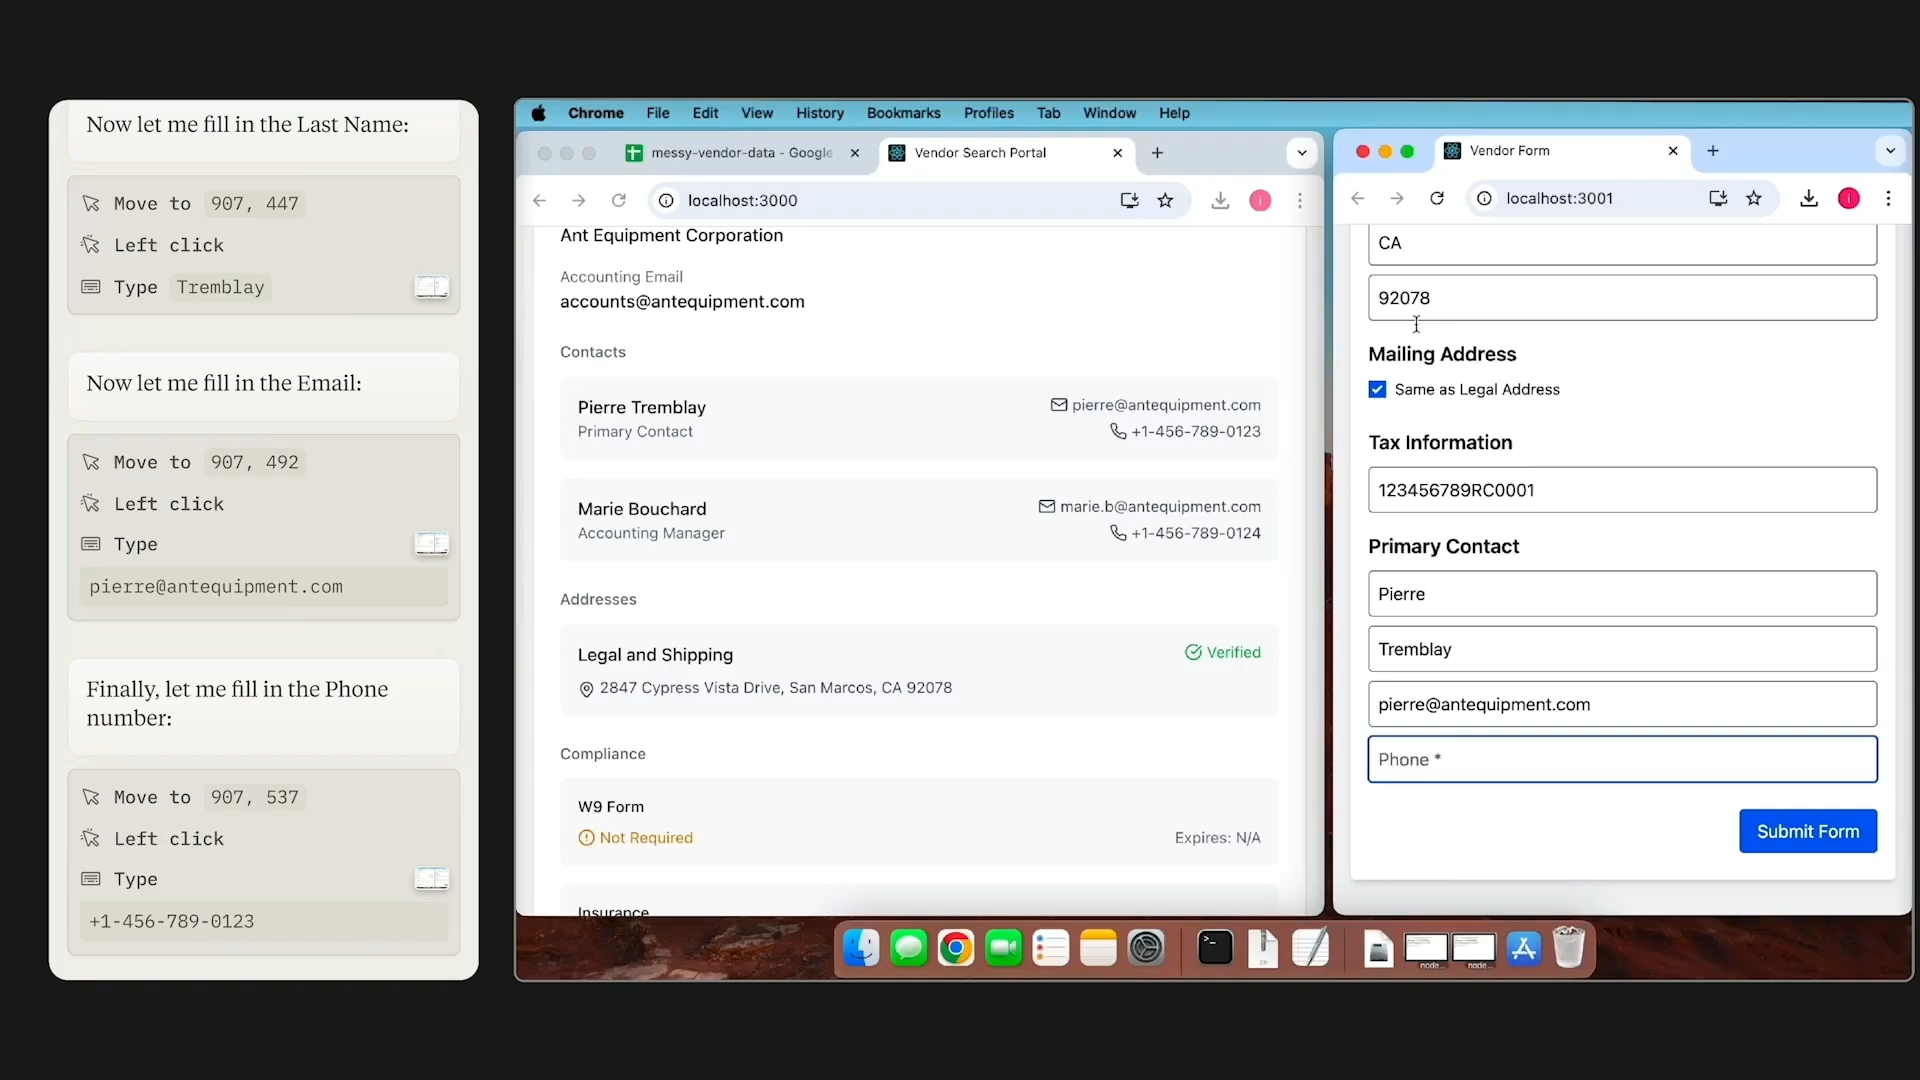 Now let me fill in the Last Name:
Move to 907, 447
Left click
Type Tremblay
Now let me fill in the Email:
Move to 907, 492
Left click
Type
pierre@antequipment.com
Finally, let me fill in the Phone
number:
Move to 907, 537
Left click
Type
+1-456-789-0123
Chrome File Edit View History Bookmarks Profiles Tab Window Help
messy-vendor-data - Google
Vendor Search Portal
localhost:3000
Ant Equipment Corporation
Accounting Email
accounts@antequipment.com
Contacts
Pierre Tremblay
pierre@antequipment.com
Primary Contact
+1-456-789-0123
Marie Bouchard
marie.b@antequipment.com
Accounting Manager
+1-456-789-0124
Addresses
Legal and Shipping
Verified
2847 Cypress Vista Drive, San Marcos, CA 92078
Compliance
W9 Form
Not Required
Expires: N/A
Insurance
Vendor Form
localhost:3001
CA
92078
Mailing Address
Same as Legal Address
Tax Information
123456789RC0001
Primary Contact
Pierre
Tremblay
pierre@antequipment.com
Phone *
Submit Form
ZIP
node
node